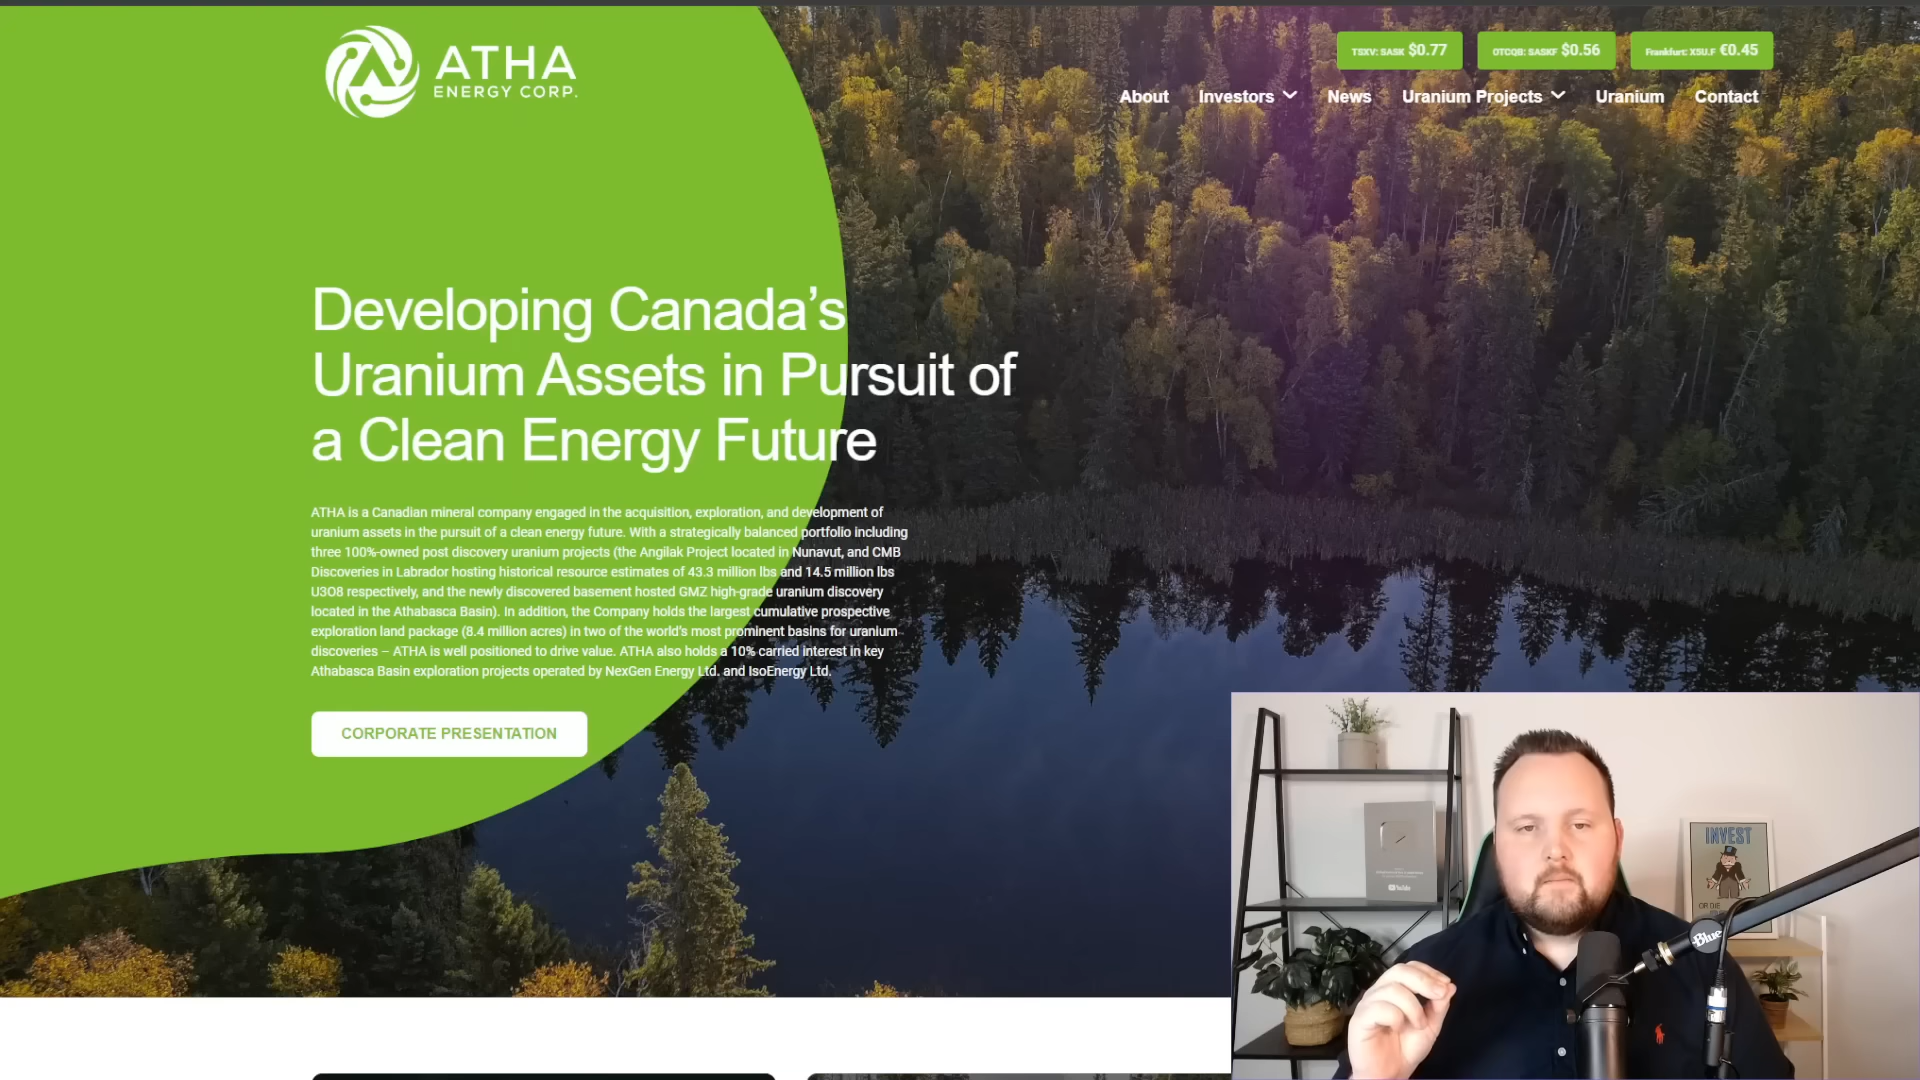 ATHA
ENERGY CORP.
TSXV: SASK $0.77
OTCQB: SASKF $0.56
Frankfurt: X5U.F €0.45
About
Investors
News
Uranium Projects
Uranium
Contact
Developing Canada’s
Uranium Assets in Pursuit of
a Clean Energy Future
ATHA is a Canadian mineral company engaged in the acquisition, exploration, and development of
uranium assets in the pursuit of a clean energy future. With a strategically balanced portfolio including
three 100%-owned post discovery uranium projects (the Angilak Project located in Nunavut, and CMB
Discoveries in Labrador hosting historical resource estimates of 43.3 million lbs and 14.5 million lbs
U3O8 respectively, and the newly discovered basement hosted GMZ high-grade uranium discovery
located in the Athabasca Basin). In addition, the Company holds the largest cumulative prospective
exploration land package (8.4 million acres) in two of the world’s most prominent basins for uranium
discoveries – ATHA is well positioned to drive value. ATHA also holds a 10% carried interest in key
Athabasca Basin exploration projects operated by NexGen Energy Ltd. and IsoEnergy Ltd.
CORPORATE PRESENTATION
YouTube
INVEST
OR DIE
Blue